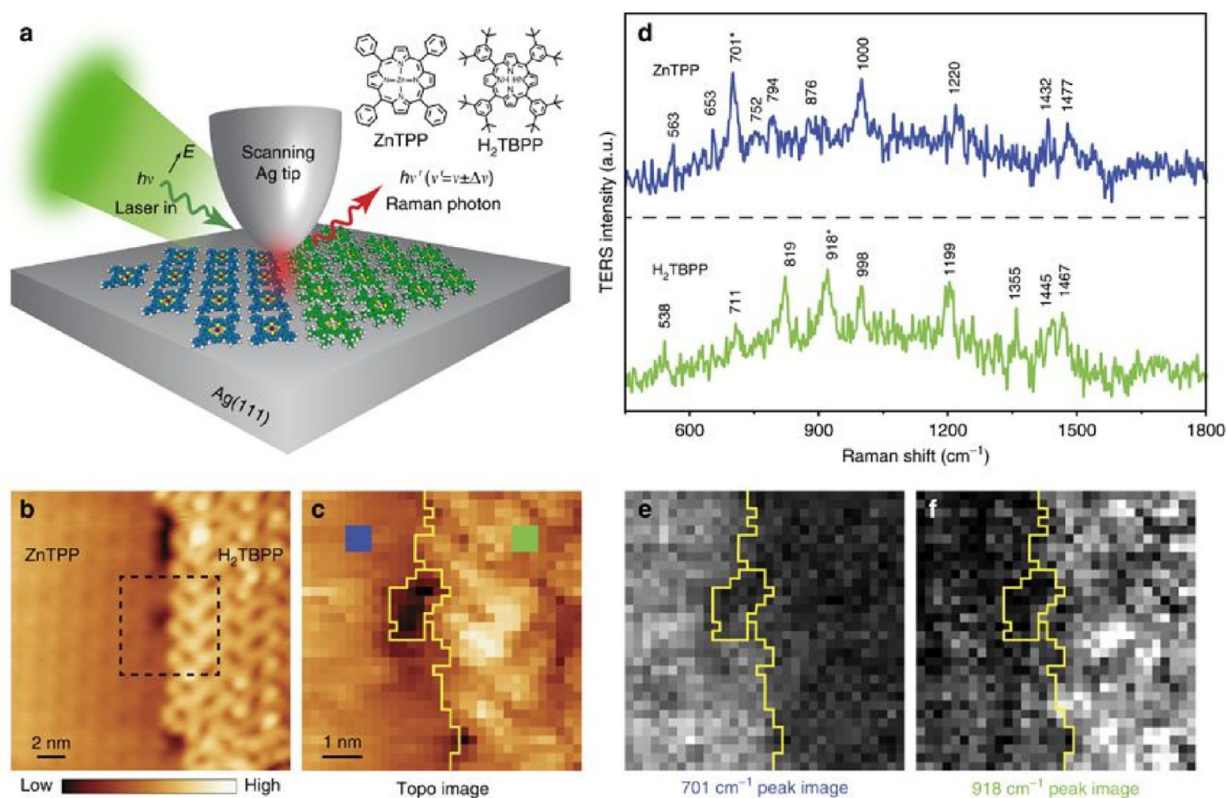 a
Scanning
Ag tip
E
hν
Laser in
hν′ (ν′=ν±Δν)
Raman photon
ZnTPP
H₂TBPP
Ag(111)
b
ZnTPP
H₂TBPP
2 nm
Low
High
c
1 nm
Topo image
d
TERS intensity (a.u.)
ZnTPP
563
653
701*
752
794
876
1000
1220
1432
1477
H₂TBPP
538
711
819
918*
998
1199
1355
1445
1467
600 900 1200 1500 1800
Raman shift (cm⁻¹)
e
701 cm⁻¹ peak image
f
918 cm⁻¹ peak image